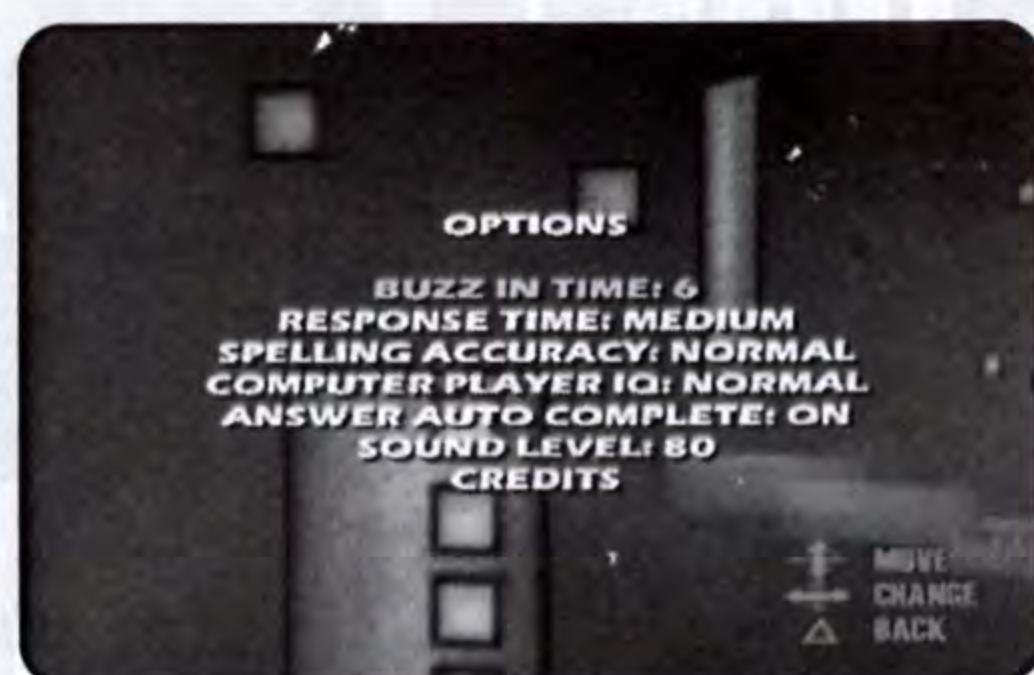 OPTIONS
BUZZ IN TIME: 6
RESPONSE TIME: MEDIUM
SPELLING ACCURACY: NORMAL
COMPUTER PLAYER IQ: NORMAL
ANSWER AUTO COMPLETE: ON
SOUND LEVEL: 80
CREDITS
MOVE
CHANGE
BACK